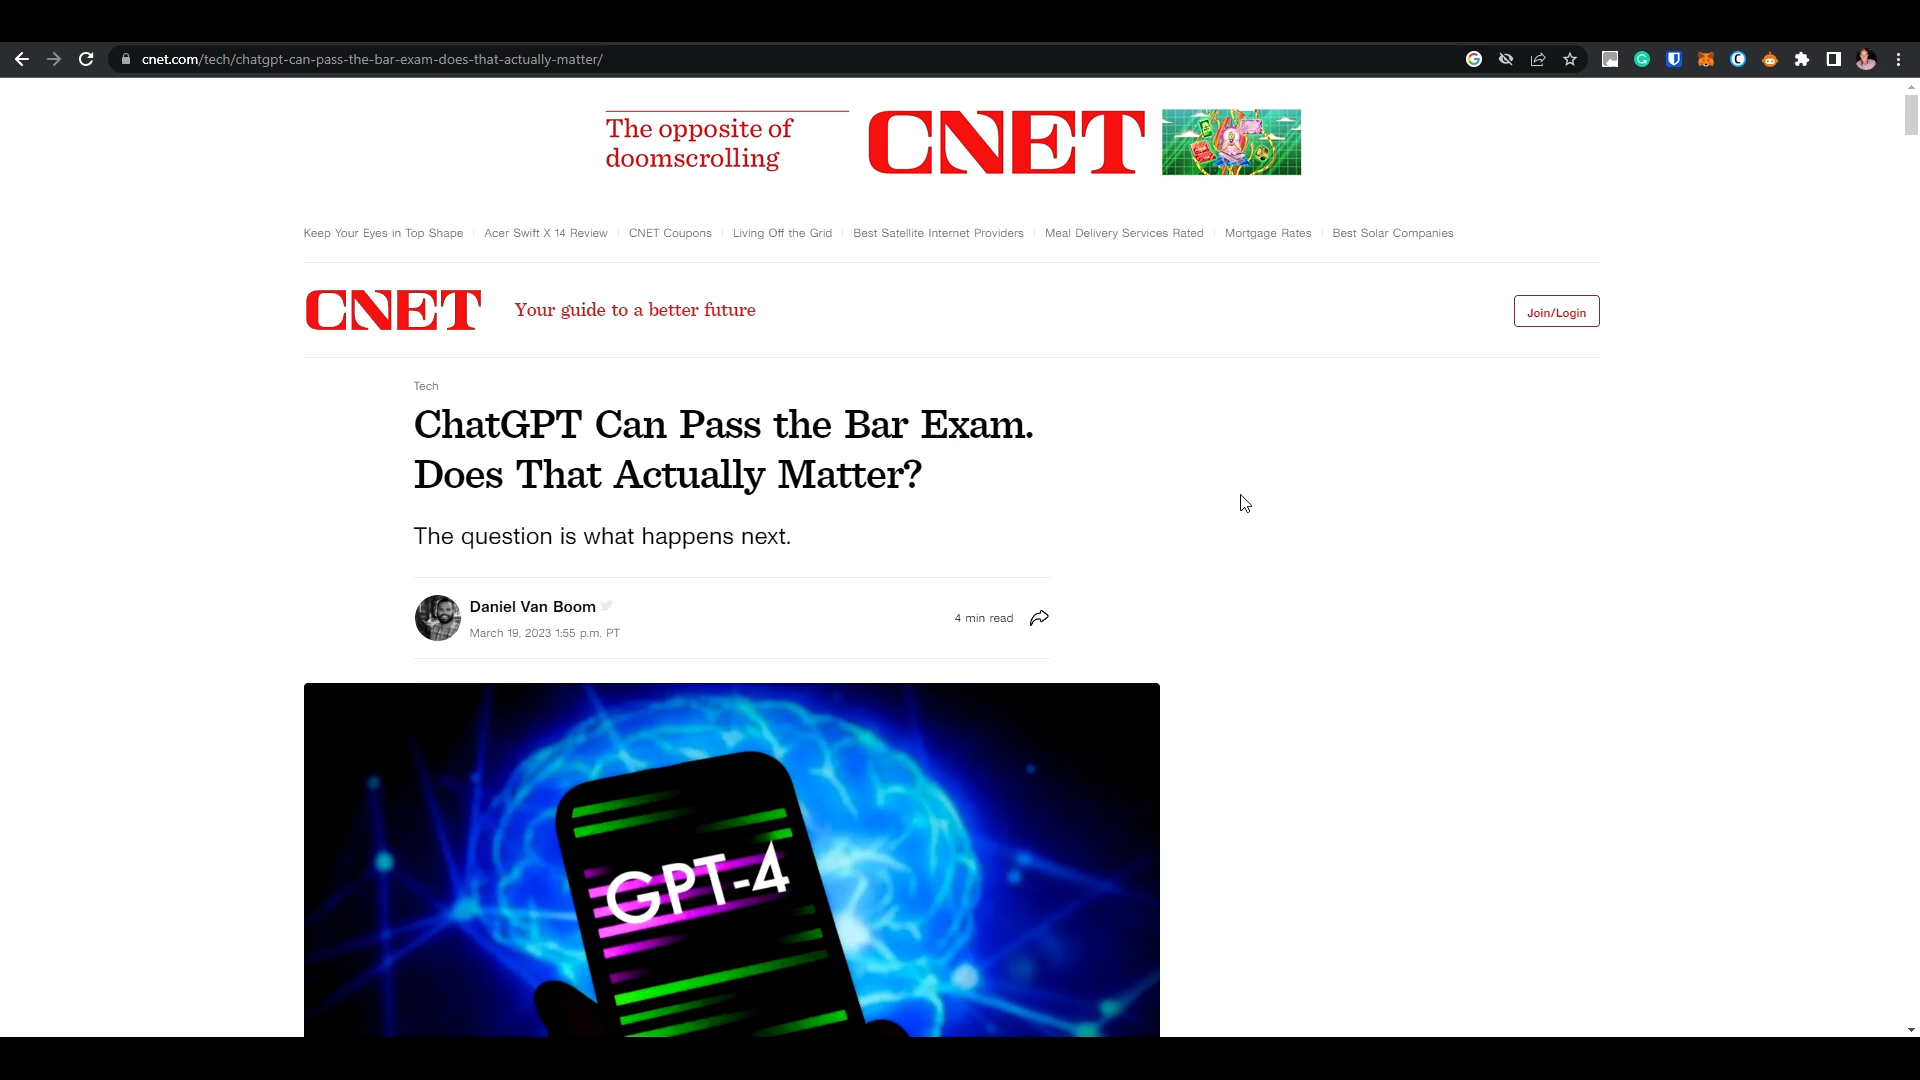 cnet.com/tech/chatgpt-can-pass-the-bar-exam-does-that-actually-matter/
The opposite of
doomscrolling
CNET
Keep Your Eyes in Top Shape
Acer Swift X 14 Review
CNET Coupons
Living Off the Grid
Best Satellite Internet Providers
Meal Delivery Services Rated
Mortgage Rates
Best Solar Companies
CNET
Your guide to a better future
Join/Login
Tech
ChatGPT Can Pass the Bar Exam.
Does That Actually Matter?
The question is what happens next.
Daniel Van Boom
4 min read
March 19, 2023 1:55 p.m. PT
GPT-4